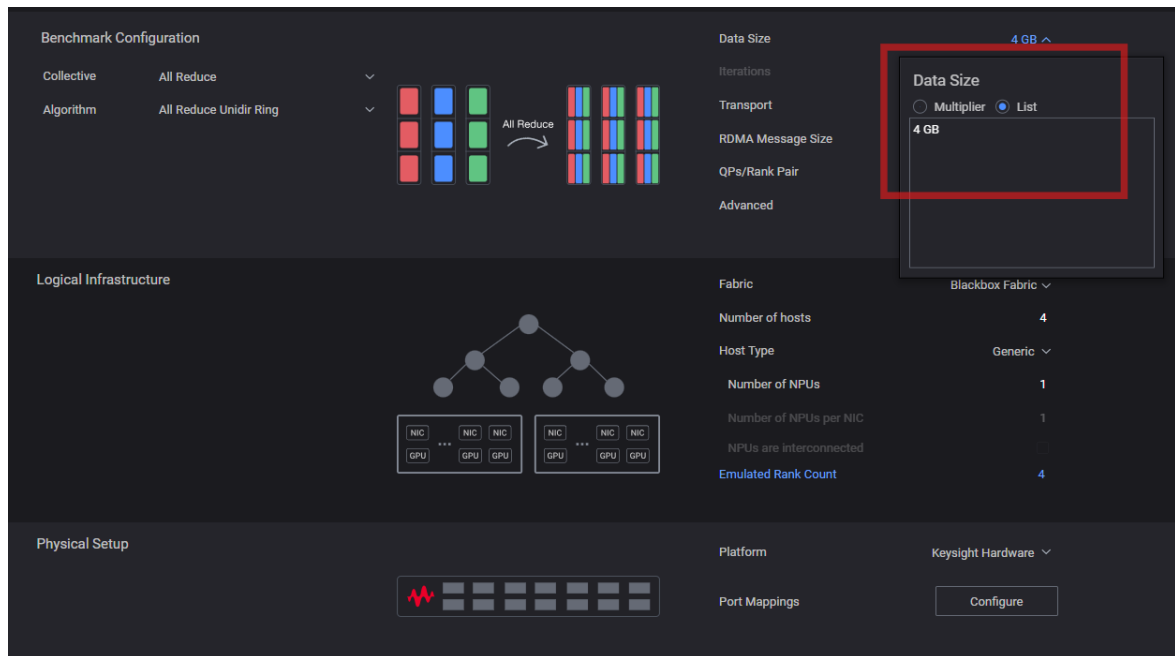 Benchmark Configuration
Collective All Reduce
Algorithm All Reduce Unidir Ring
All Reduce
Data Size 4 GB
Iterations
Transport
RDMA Message Size
QPs/Rank Pair
Advanced
Data Size
Multiplier List
4 GB
Logical Infrastructure
NIC ... NIC NIC NIC ... NIC NIC
GPU GPU GPU GPU GPU GPU
Fabric Blackbox Fabric
Number of hosts 4
Host Type Generic
Number of NPUs 1
Number of NPUs per NIC 1
NPUs are interconnected
Emulated Rank Count 4
Physical Setup
Platform Keysight Hardware
Port Mappings Configure